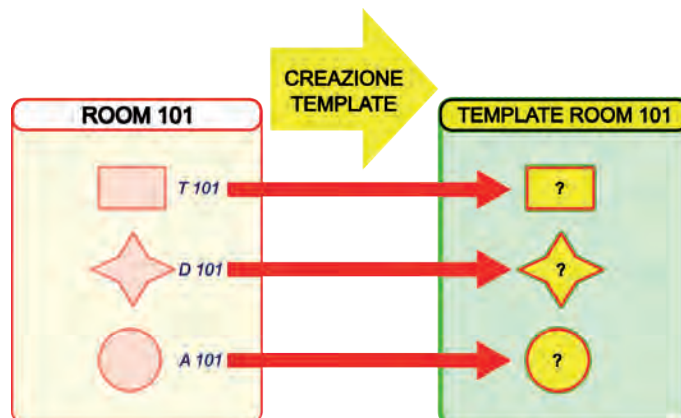 CREAZIONE
TEMPLATE
ROOM 101
TEMPLATE ROOM 101
T 101
?
D 101
?
A 101
?